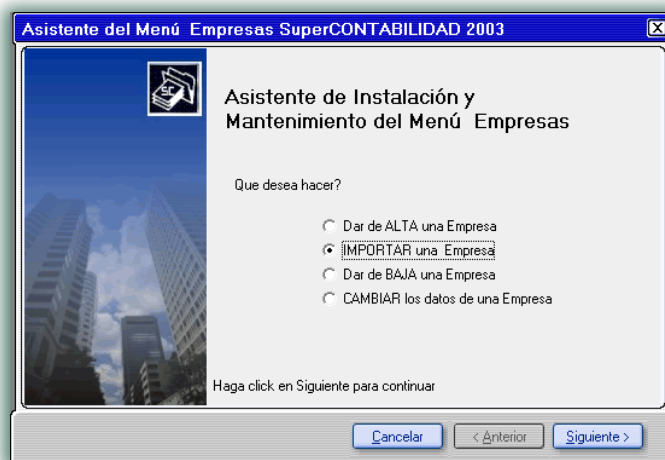 Asistente del Menú Empresas SuperCONTABILIDAD 2003
SC
Asistente de Instalación y
Mantenimiento del Menú Empresas
Que desea hacer?
Dar de ALTA una Empresa
IMPORTAR una Empresa
Dar de BAJA una Empresa
CAMBIAR los datos de una Empresa
Haga click en Siguiente para continuar
Cancelar
< Anterior
Siguiente >